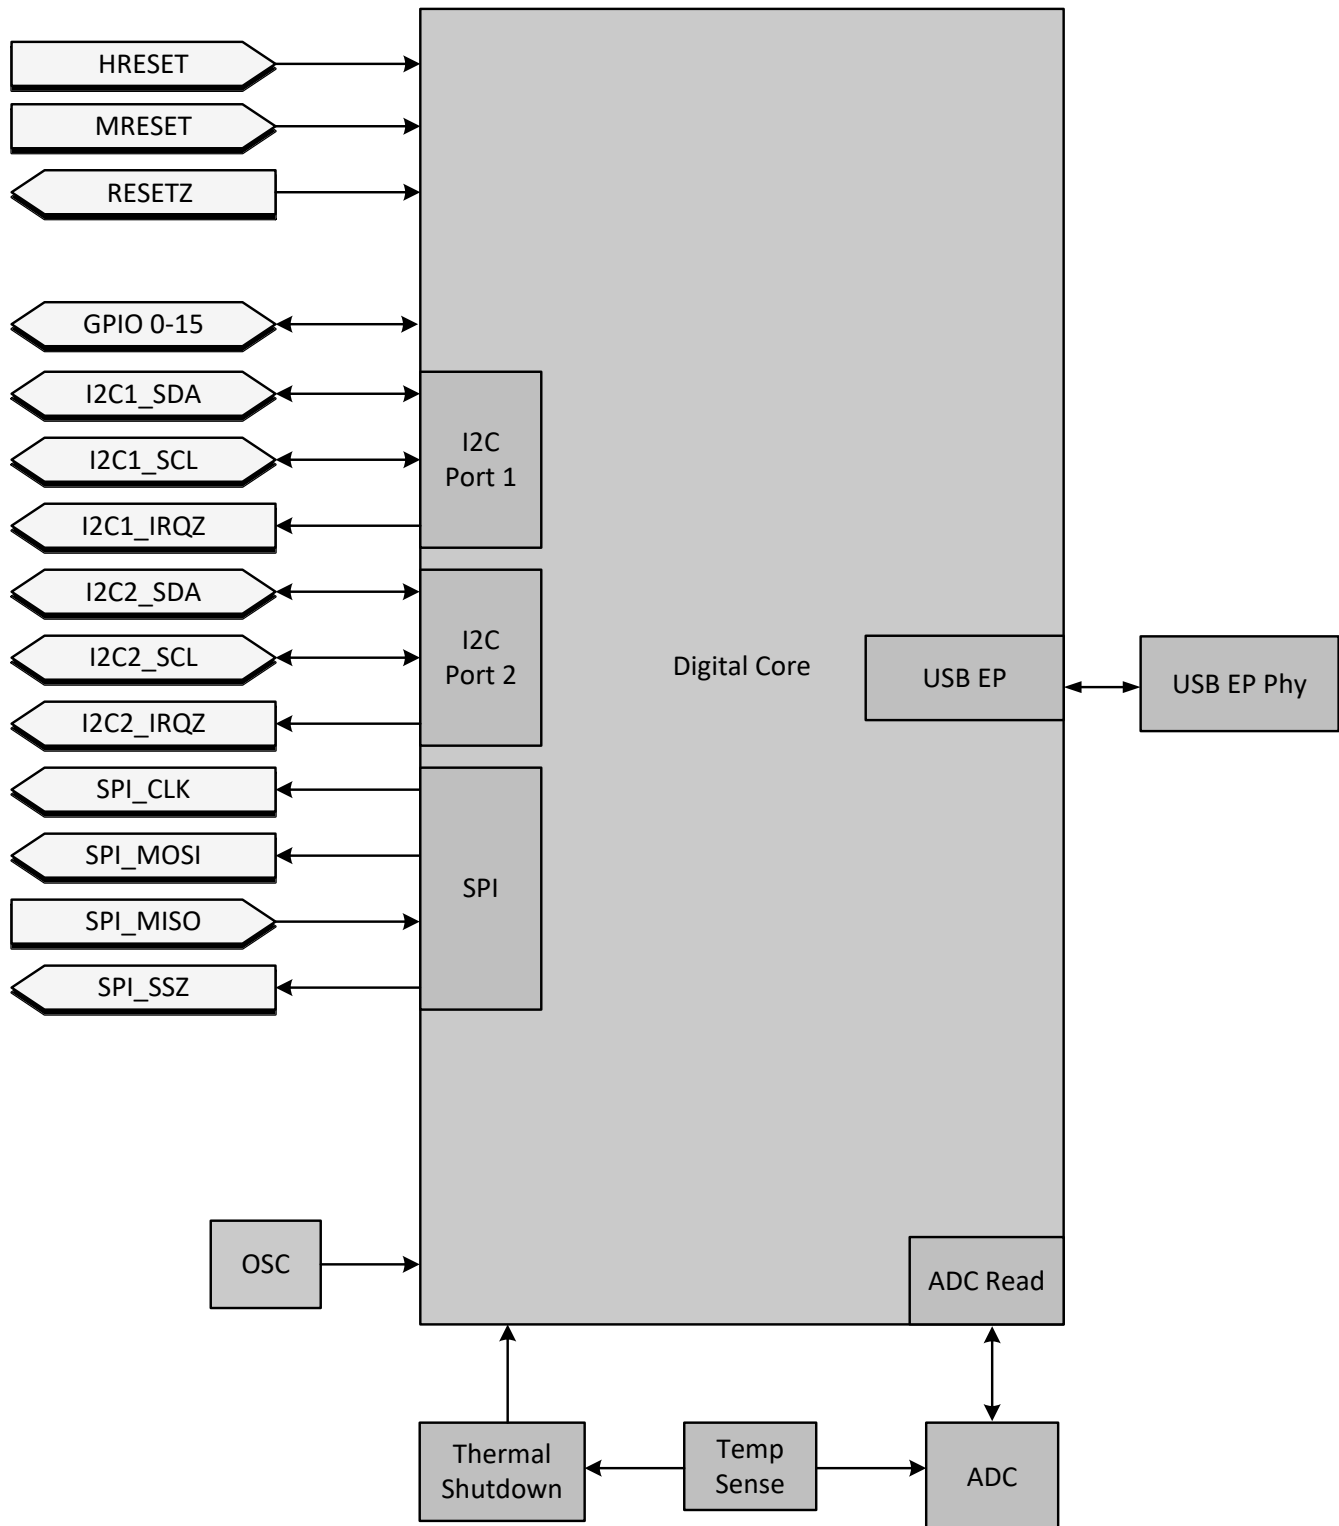 HRESET
MRESET
RESETZ
GPIO 0-15
I2C1_SDA
I2C1_SCL
I2C1_IRQZ
I2C2_SDA
I2C2_SCL
I2C2_IRQZ
SPI_CLK
SPI_MOSI
SPI_MISO
SPI_SSZ
I2C
Port 1
I2C
Port 2
SPI
Digital Core
USB EP
USB EP Phy
OSC
ADC Read
Thermal
Shutdown
Temp
Sense
ADC